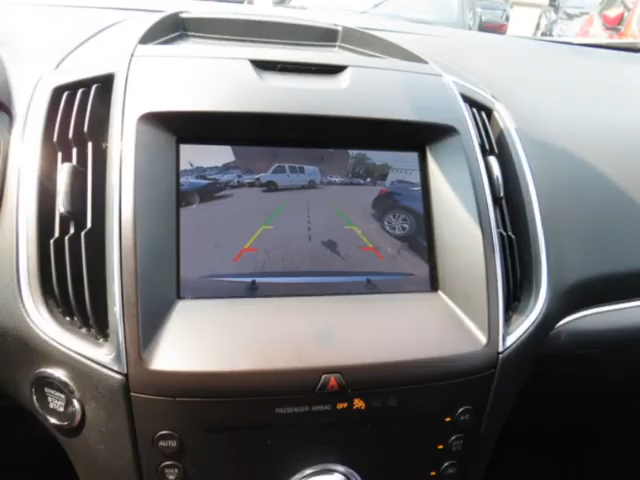 ENGINE
START
STOP
PASSENGER AIRBAG OFF
AUTO
MAX
A/C